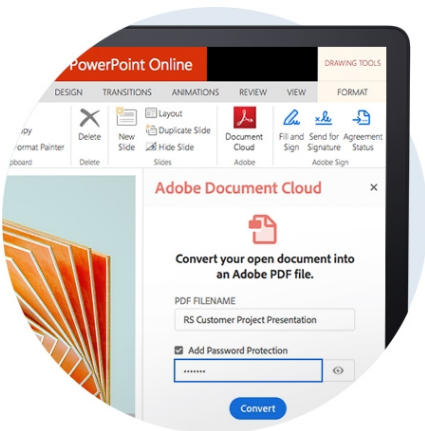 PowerPoint Online
DRAWING TOOLS
DESIGN TRANSITIONS ANIMATIONS REVIEW VIEW FORMAT
Format Painter
Delete
New
Slide
Layout
Duplicate Slide
Hide Slide
Document
Cloud
Fill and
Sign
Send for
Signature
Agreement
Status
Delete
Slides
Adobe
Adobe Sign
Adobe Document Cloud
Convert your open document into
an Adobe PDF file.
PDF FILENAME
RS Customer Project Presentation
Add Password Protection
Convert